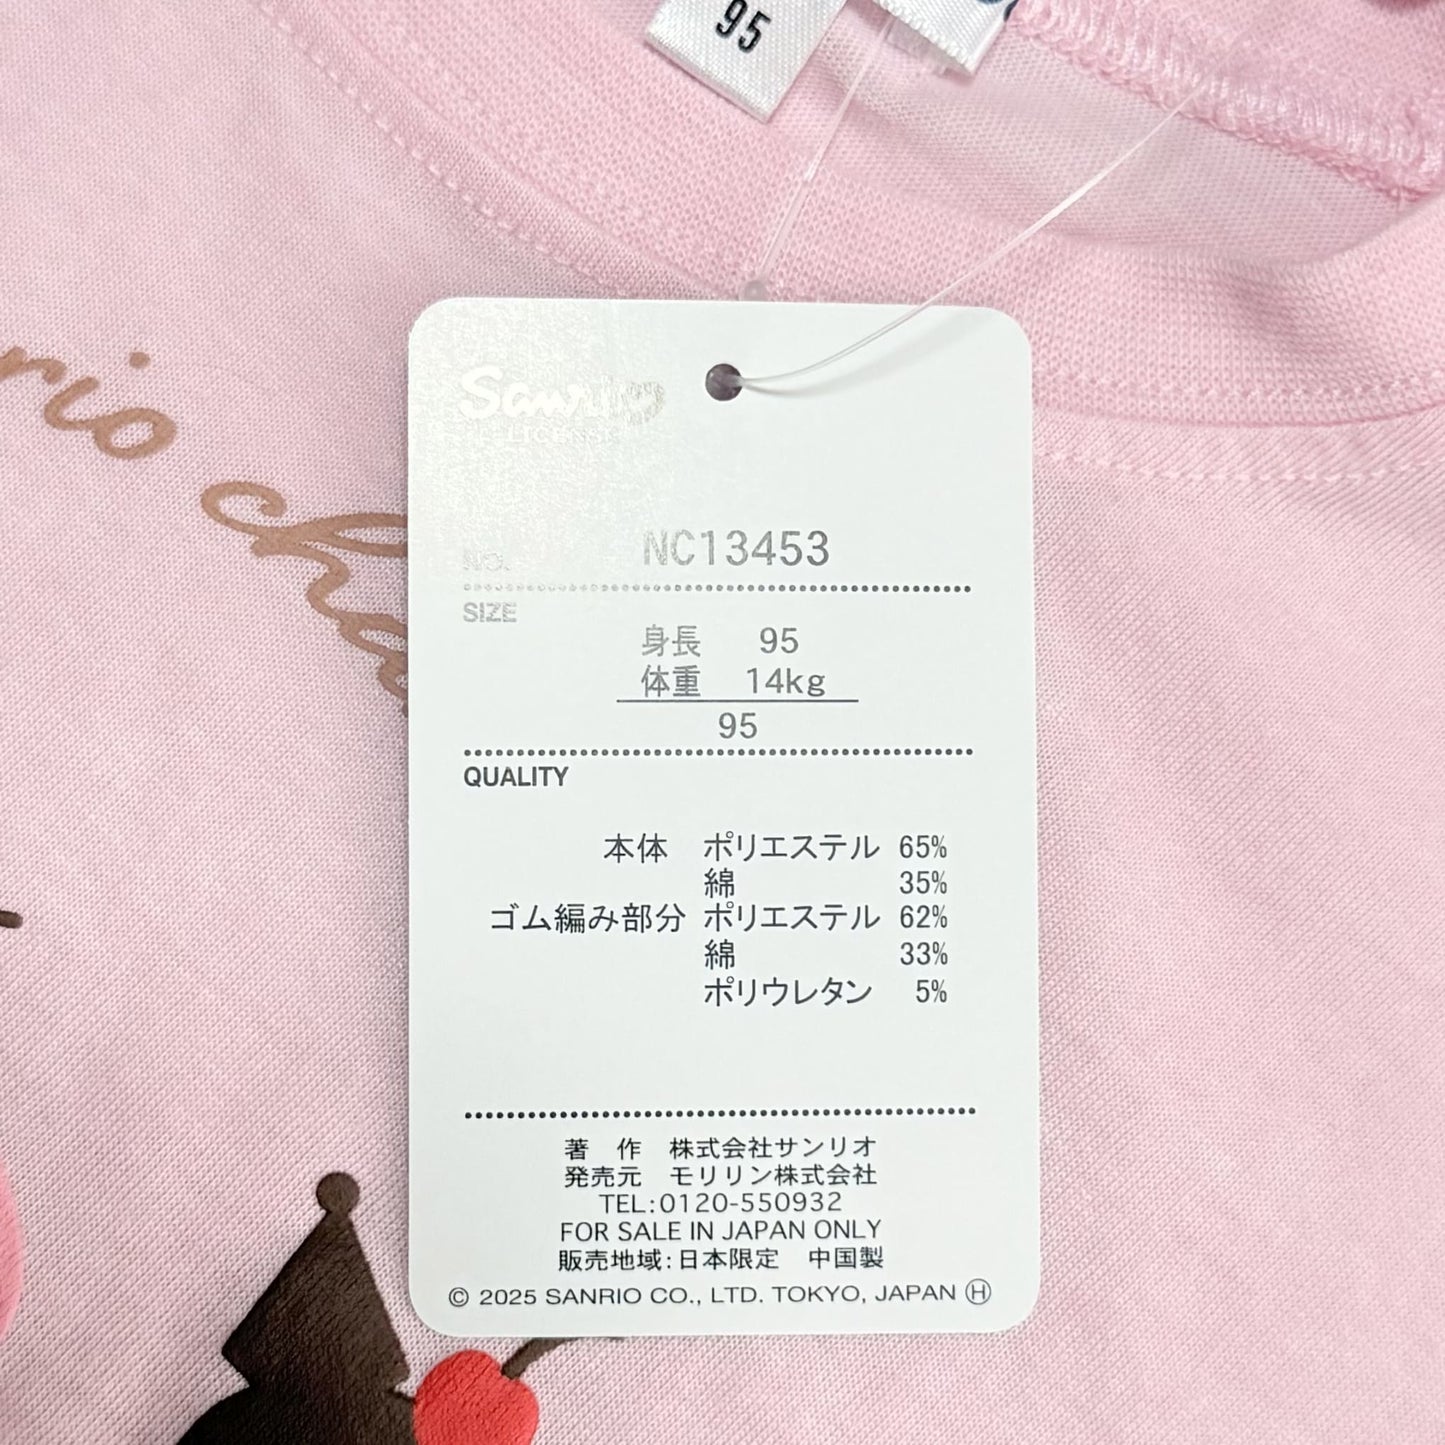 95
rio cha
Sanrio
LICENSE
NO. NC13453
SIZE
身長 95
体重 14kg
95
QUALITY
本体 ポリエステル 65%
綿 35%
ゴム編み部分 ポリエステル 62%
綿 33%
ポリウレタン 5%
著 作 株式会社サンリオ
発売元 モリリン株式会社
TEL:0120-550932
FOR SALE IN JAPAN ONLY
販売地域:日本限定 中国製
© 2025 SANRIO CO., LTD. TOKYO, JAPAN Ⓗ